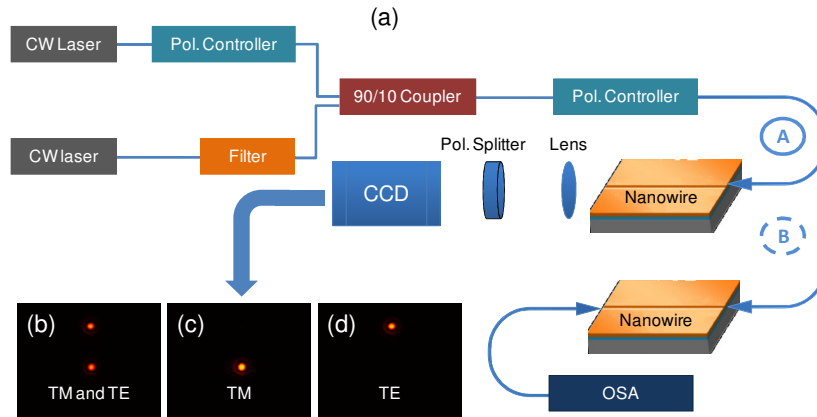 (a)
CW Laser
Pol. Controller
90/10 Coupler
Pol. Controller
A
CW laser
Filter
Pol. Splitter
Lens
CCD
Nanowire
B
(b)
(c)
(d)
TM and TE
TM
TE
Nanowire
OSA